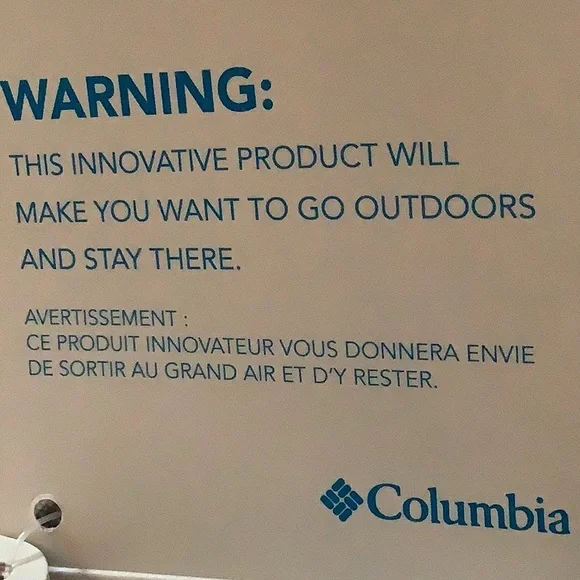 WARNING:
THIS INNOVATIVE PRODUCT WILL
MAKE YOU WANT TO GO OUTDOORS
AND STAY THERE.
AVERTISSEMENT :
CE PRODUIT INNOVATEUR VOUS DONNERA ENVIE
DE SORTIR AU GRAND AIR ET D'Y RESTER.
Columbia